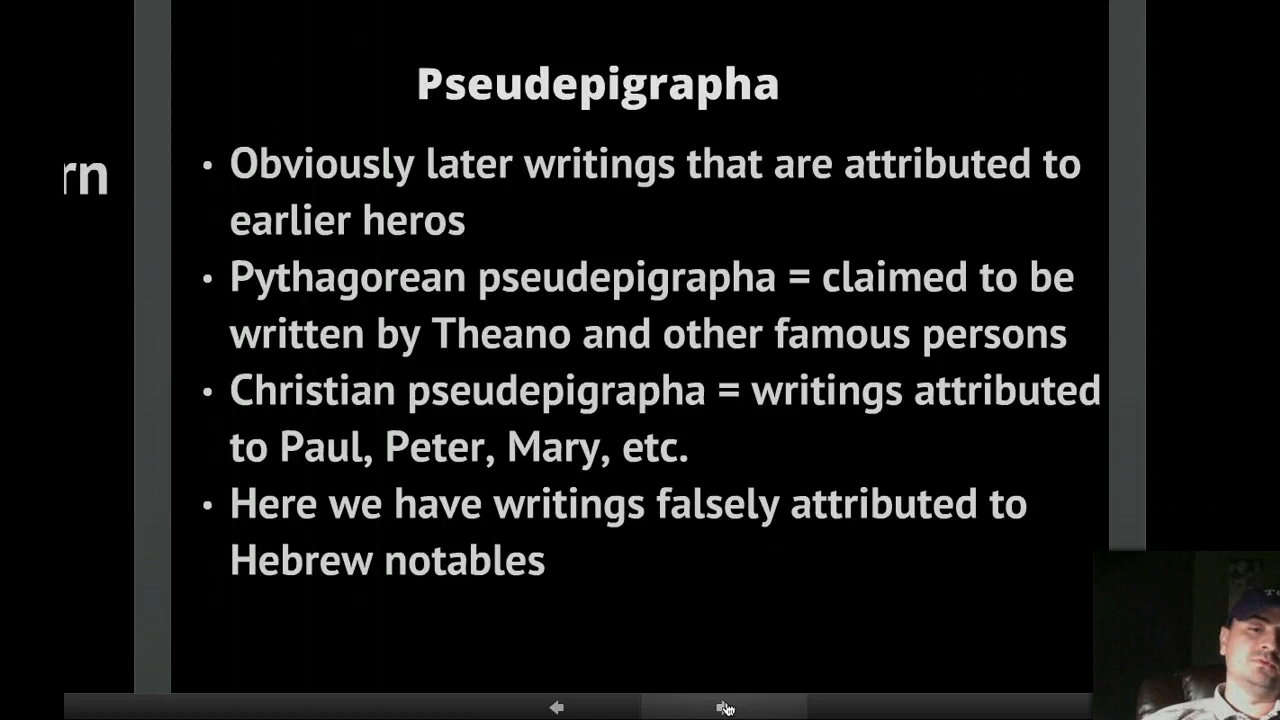 Pseudepigrapha
rn
• Obviously later writings that are attributed to
earlier heros
• Pythagorean pseudepigrapha = claimed to be
written by Theano and other famous persons
• Christian pseudepigrapha = writings attributed
to Paul, Peter, Mary, etc.
• Here we have writings falsely attributed to
Hebrew notables